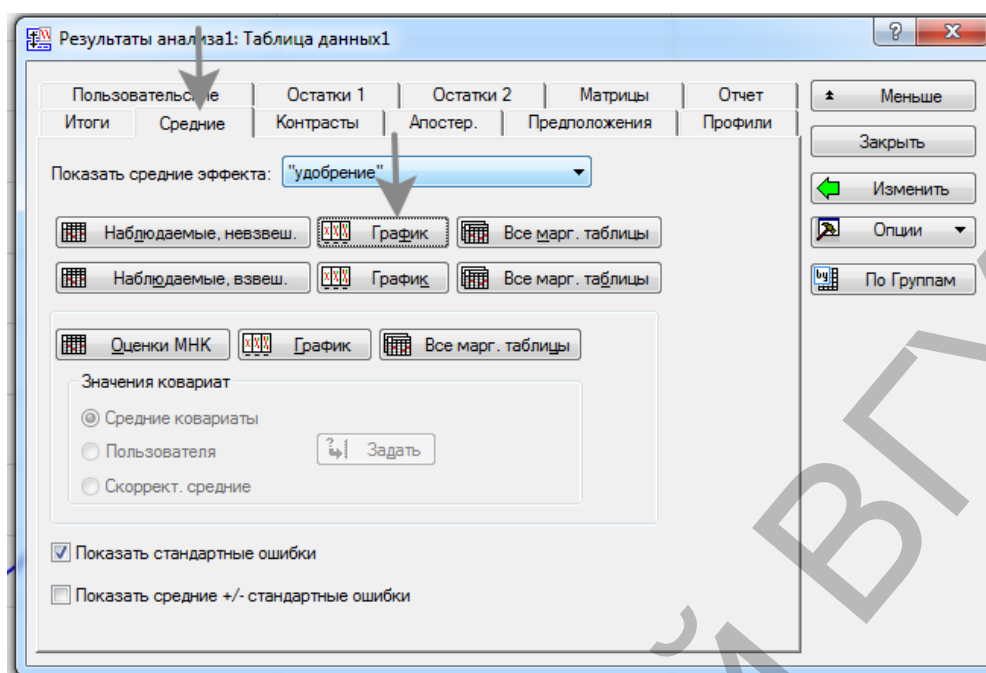 Результаты анализа1: Таблица данных1
Пользовательские Остатки 1 Остатки 2 Матрицы Отчет
Итоги Средние Контрасты Апостер. Предположения Профили
Меньше
Закрыть
Показать средние эффекта: "удобрение"
Изменить
Наблюдаемые, невзвеш. График Все марг. таблицы
Опции
Наблюдаемые, взвеш. График Все марг. таблицы
По Группам
Оценки МНК График Все марг. таблицы
Значения ковариат
Средние ковариаты
Пользователя Задать
Скоррект. средние
Показать стандартные ошибки
Показать средние +/- стандартные ошибки
Й ВГУ